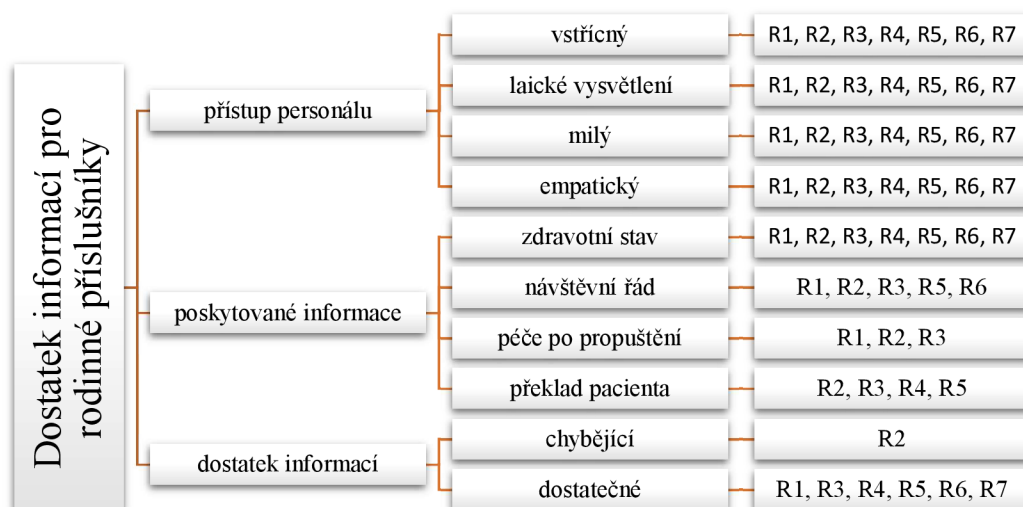 Dostatek informací pro
rodinné příslušníky
přístup personálu
vstřícný
R1, R2, R3, R4, R5, R6, R7
laické vysvětlení
R1, R2, R3, R4, R5, R6, R7
milý
R1, R2, R3, R4, R5, R6, R7
empatický
R1, R2, R3, R4, R5, R6, R7
poskytované informace
zdravotní stav
R1, R2, R3, R4, R5, R6, R7
návštěvní řád
R1, R2, R3, R5, R6
péče po propuštění
R1, R2, R3
překlad pacienta
R2, R3, R4, R5
dostatek informací
chybějící
R2
dostatečné
R1, R3, R4, R5, R6, R7